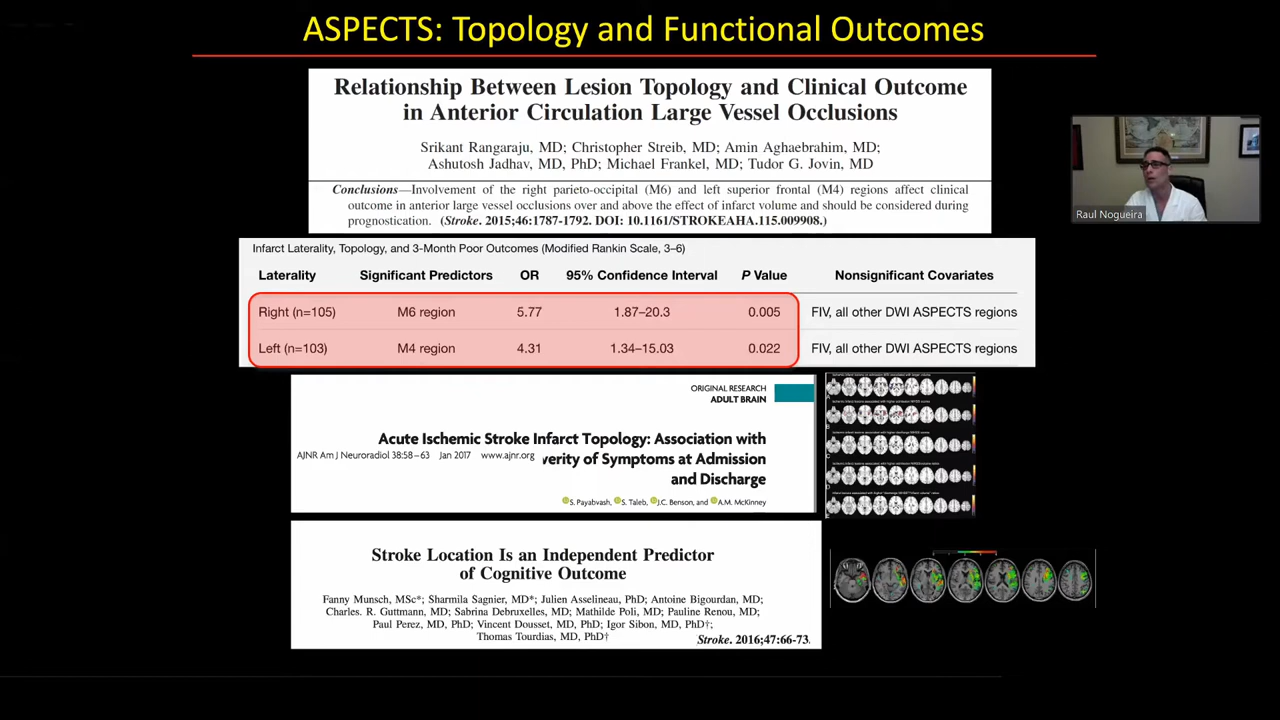 ASPECTS: Topology and Functional Outcomes
Relationship Between Lesion Topology and Clinical Outcome
in Anterior Circulation Large Vessel Occlusions
Srikant Rangaraju, MD; Christopher Streib, MD; Amin Aghaebrahim, MD;
Ashutosh Jadhav, MD, PhD; Michael Frankel, MD; Tudor G. Jovin, MD
Conclusions—Involvement of the right parieto-occipital (M6) and left superior frontal (M4) regions affect clinical
outcome in anterior large vessel occlusions over and above the effect of infarct volume and should be considered during
prognostication. (Stroke. 2015;46:1787-1792. DOI: 10.1161/STROKEAHA.115.009908.)
Raul Nogueira
Infarct Laterality, Topology, and 3-Month Poor Outcomes (Modified Rankin Scale, 3–6)
Laterality Significant Predictors OR 95% Confidence Interval P Value Nonsignificant Covariates
Right (n=105) M6 region 5.77 1.87–20.3 0.005 FIV, all other DWI ASPECTS regions
Left (n=103) M4 region 4.31 1.34–15.03 0.022 FIV, all other DWI ASPECTS regions
ORIGINAL RESEARCH
ADULT BRAIN
Acute Ischemic Stroke Infarct Topology: Association with
AJNR Am J Neuroradiol 38:58–63 Jan 2017 www.ajnr.org verity of Symptoms at Admission
and Discharge
S. Payabvash, S. Taleb, J.C. Benson, and A.M. McKinney
Stroke Location Is an Independent Predictor
of Cognitive Outcome
Fanny Munsch, MSc*; Sharmila Sagnier, MD*; Julien Asselineau, PhD; Antoine Bigourdan, MD;
Charles. R. Guttmann, MD; Sabrina Debruxelles, MD; Mathilde Poli, MD; Pauline Renou, MD;
Paul Perez, MD, PhD; Vincent Dousset, MD, PhD; Igor Sibon, MD, PhD†;
Thomas Tourdias, MD, PhD†
Stroke. 2016;47:66-73.